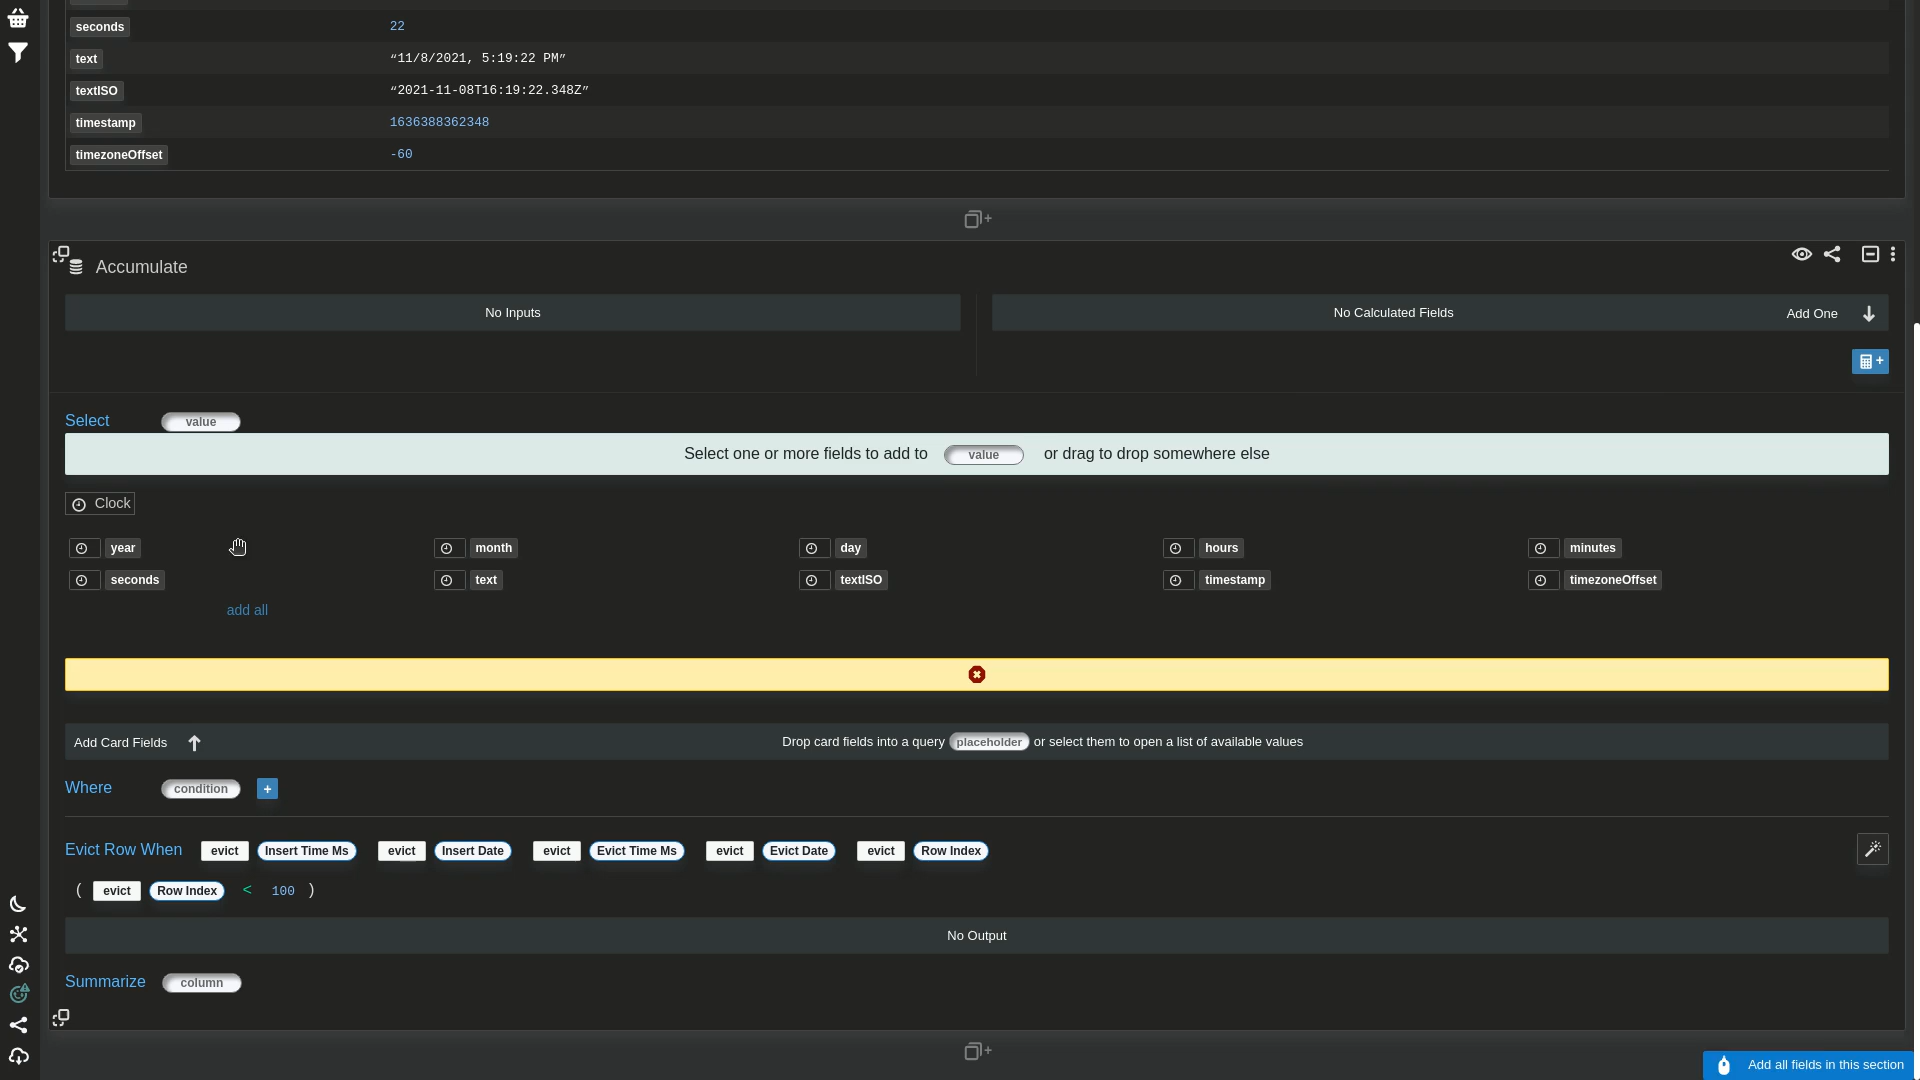 seconds 22
text “11/8/2021, 5:19:22 PM”
textISO “2021-11-08T16:19:22.348Z”
timestamp 1636388362348
timezoneOffset -60
+
Accumulate
No Inputs No Calculated Fields Add One
+
Select value
Select one or more fields to add to value or drag to drop somewhere else
Clock
year month day hours minutes
seconds text textISO timestamp timezoneOffset
add all
Add Card Fields Drop card fields into a query placeholder or select them to open a list of available values
Where condition +
Evict Row When evict Insert Time Ms evict Insert Date evict Evict Time Ms evict Evict Date evict Row Index
( evict Row Index < 100 )
No Output
Summarize column
+
Add all fields in this section